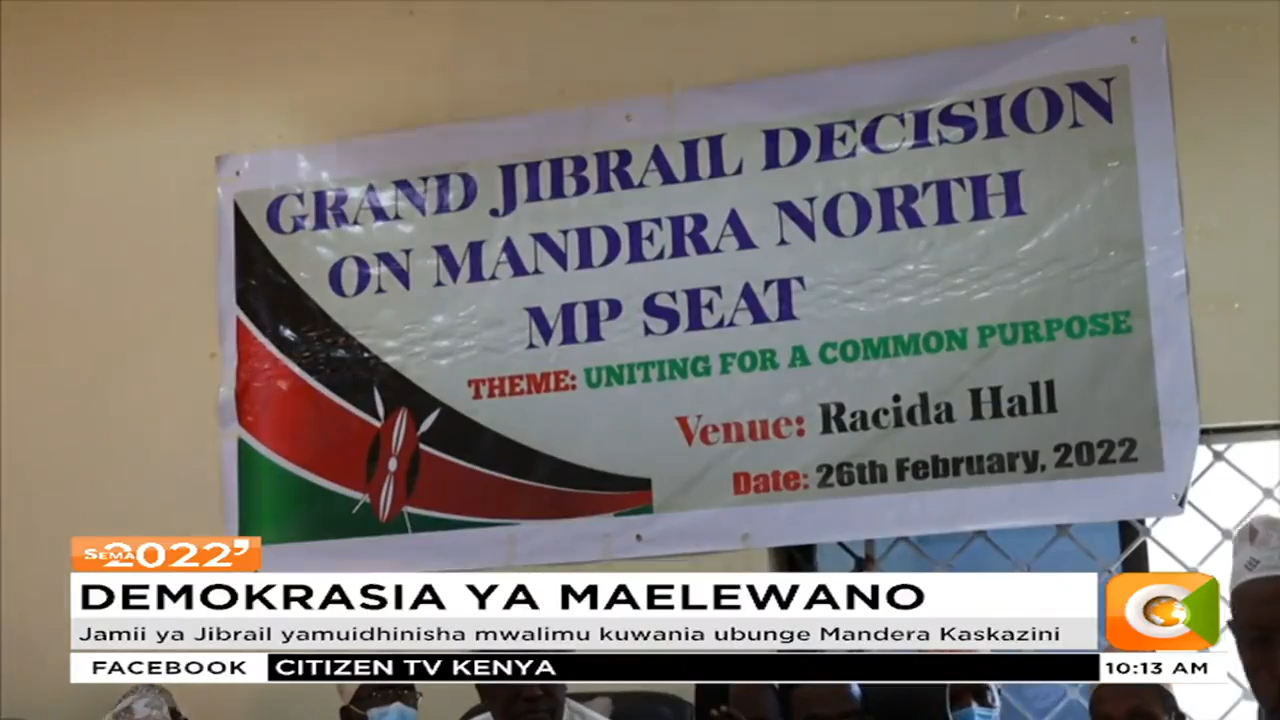 GRAND JIBRAIL DECISION
ON MANDERA NORTH
MP SEAT
THEME: UNITING FOR A COMMON PURPOSE
Venue: Racida Hall
Date: 26th February, 2022
SEMA 2022’
DEMOKRASIA YA MAELEWANO
Jamii ya Jibrail yamuidhinisha mwalimu kuwania ubunge Mandera Kaskazini
FACEBOOK CITIZEN TV KENYA
10:13 AM